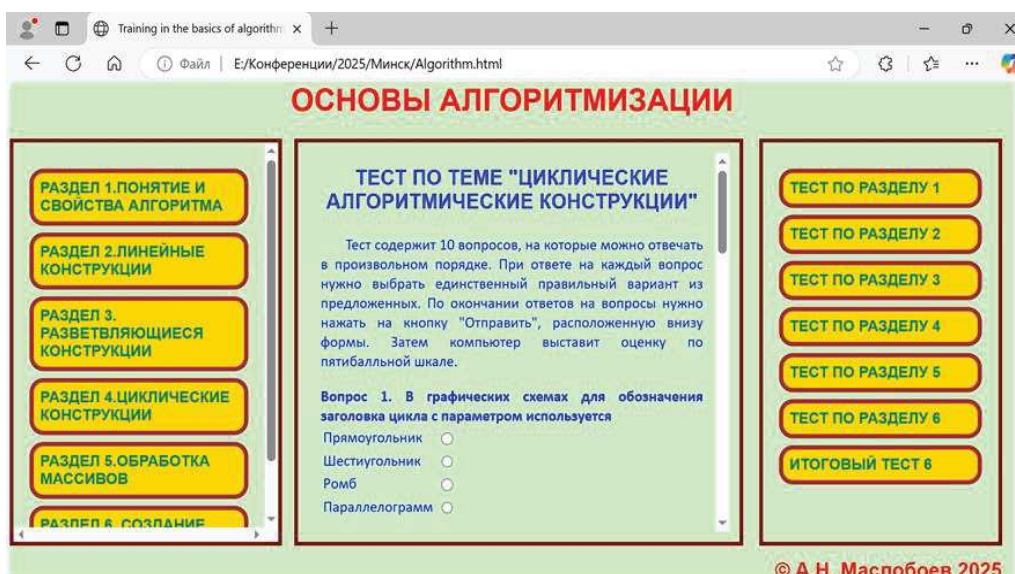 Training in the basics of algorithm
Файл
E:/Конференции/2025/Минск/Algorithm.html
ОСНОВЫ АЛГОРИТМИЗАЦИИ
РАЗДЕЛ 1.ПОНЯТИЕ И
СВОЙСТВА АЛГОРИТМА
РАЗДЕЛ 2.ЛИНЕЙНЫЕ
КОНСТРУКЦИИ
РАЗДЕЛ 3.
РАЗВЕТВЛЯЮЩИЕСЯ
КОНСТРУКЦИИ
РАЗДЕЛ 4.ЦИКЛИЧЕСКИЕ
КОНСТРУКЦИИ
РАЗДЕЛ 5.ОБРАБОТКА
МАССИВОВ
РАЗДЕЛ 6. СОЗДАНИЕ
ТЕСТ ПО ТЕМЕ "ЦИКЛИЧЕСКИЕ
АЛГОРИТМИЧЕСКИЕ КОНСТРУКЦИИ"
Тест содержит 10 вопросов, на которые можно отвечать
в произвольном порядке. При ответе на каждый вопрос
нужно выбрать единственный правильный вариант из
предложенных. По окончании ответов на вопросы нужно
нажать на кнопку "Отправить", расположенную внизу
формы. Затем компьютер выставит оценку по
пятибалльной шкале.
Вопрос 1. В графических схемах для обозначения
заголовка цикла с параметром используется
Прямоугольник
Шестиугольник
Ромб
Параллелограмм
ТЕСТ ПО РАЗДЕЛУ 1
ТЕСТ ПО РАЗДЕЛУ 2
ТЕСТ ПО РАЗДЕЛУ 3
ТЕСТ ПО РАЗДЕЛУ 4
ТЕСТ ПО РАЗДЕЛУ 5
ТЕСТ ПО РАЗДЕЛУ 6
ИТОГОВЫЙ ТЕСТ 6
© А.Н. Маслобоев 2025